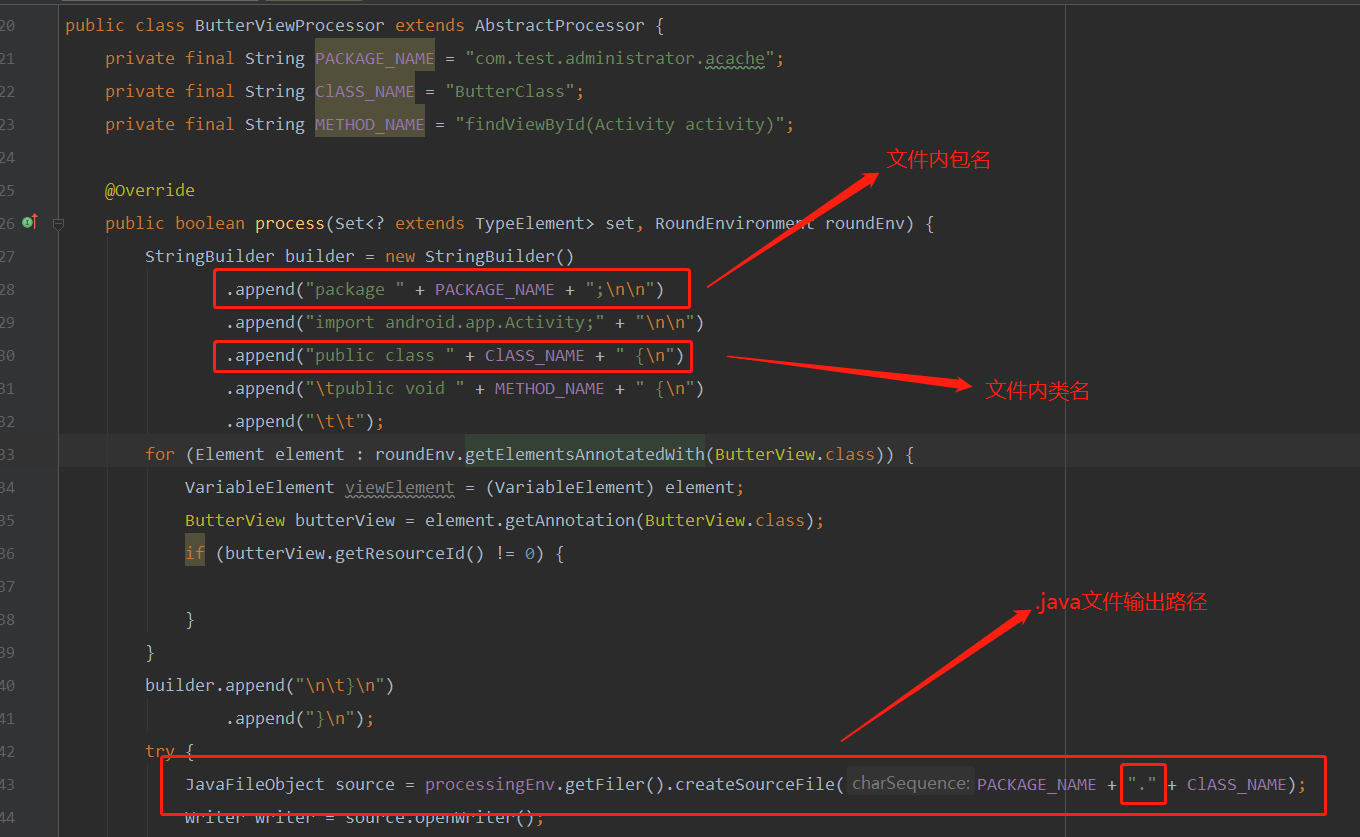 20 public class ButterViewProcessor extends AbstractProcessor {
21 private final String PACKAGE_NAME = "com.test.administrator.acache";
22 private final String ClASS_NAME = "ButterClass";
23 private final String METHOD_NAME = "findViewById(Activity activity)";
24
文件内包名
25 @Override
26 public boolean process(Set<? extends TypeElement> set, RoundEnvironment roundEnv) {
27 StringBuilder builder = new StringBuilder()
28 .append("package " + PACKAGE_NAME + ";\n\n")
29 .append("import android.app.Activity;" + "\n\n")
30 .append("public class " + ClASS_NAME + " {\n")
31 .append("\tpublic void " + METHOD_NAME + " {\n")
文件内类名
32 .append("\t\t");
33 for (Element element : roundEnv.getElementsAnnotatedWith(ButterView.class)) {
34 VariableElement viewElement = (VariableElement) element;
35 ButterView butterView = element.getAnnotation(ButterView.class);
36 if (butterView.getResourceId() != 0) {
37
.java文件输出路径
38 }
39 }
40 builder.append("\n\t}\n")
41 .append("}\n");
42 try {
43 JavaFileObject source = processingEnv.getFiler().createSourceFile( charSequence: PACKAGE_NAME + "." + ClASS_NAME);
44 Writer writer = source.openWriter();